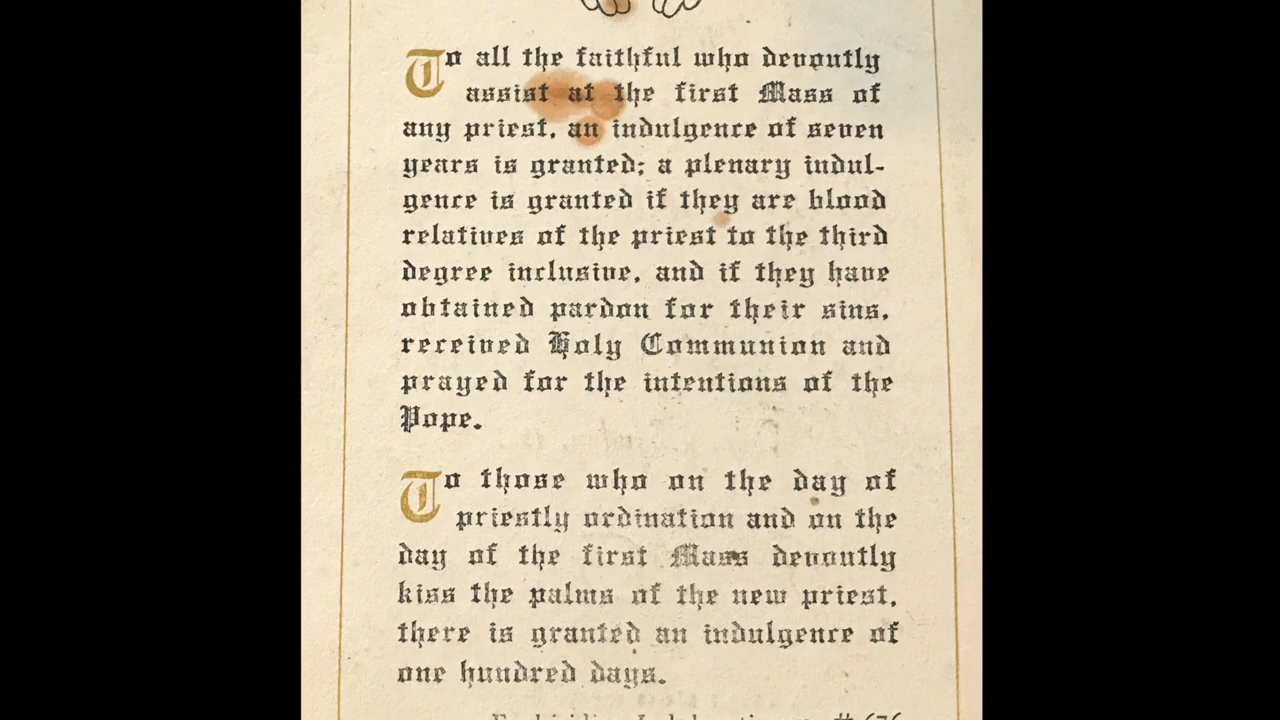 To all the faithful who devoutly
assist at the first Mass of
any priest, an indulgence of seven
years is granted; a plenary indul-
gence is granted if they are blood
relatives of the priest to the third
degree inclusive, and if they have
obtained pardon for their sins,
received Holy Communion and
prayed for the intentions of the
Pope.
To those who on the day of
priestly ordination and on the
day of the first Mass devoutly
kiss the palms of the new priest,
there is granted an indulgence of
one hundred days.